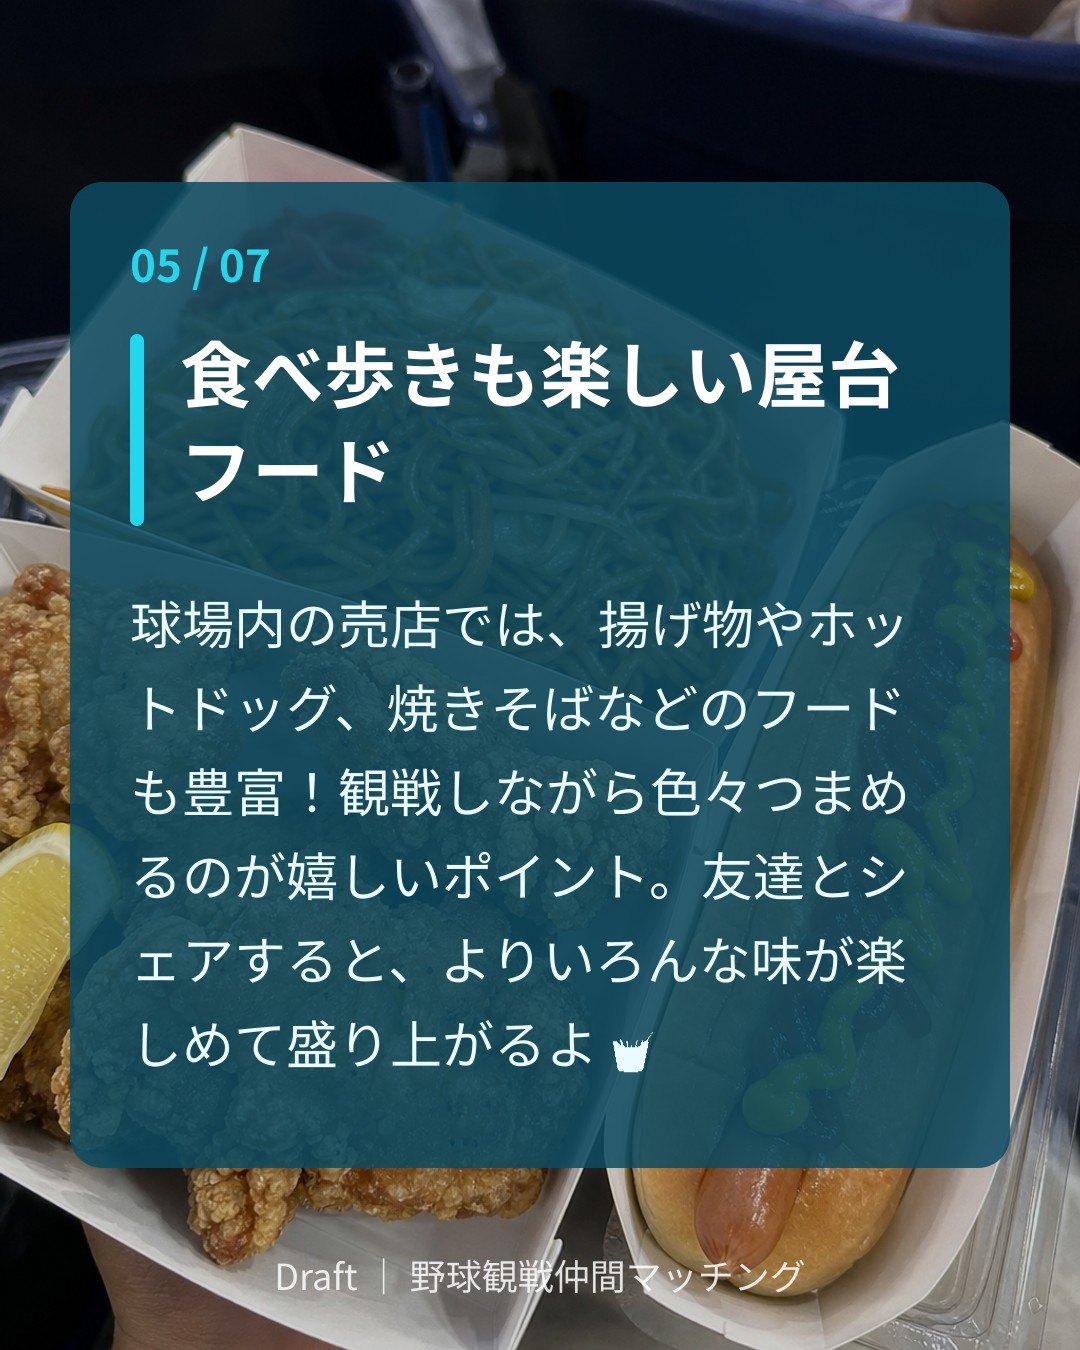 05 / 07
食べ歩きも楽しい屋台
フード
球場内の売店では、揚げ物やホッ
トドッグ、焼きそばなどのフード
も豊富！観戦しながら色々つまめ
るのが嬉しいポイント。友達とシ
ェアすると、よりいろんな味が楽
しめて盛り上がるよ 🍟
Draft ｜ 野球観戦仲間マッチング